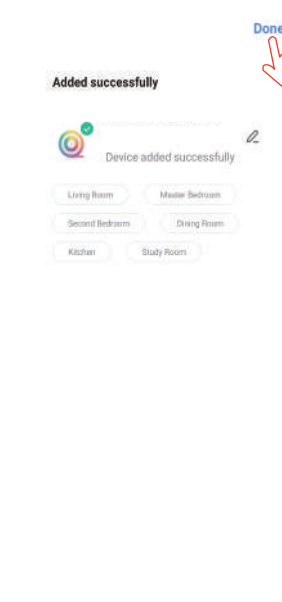 Done
Added successfully
Device added successfully
Living Room Master Bedroom
Second Bedroom Dining Room
Kitchen Study Room